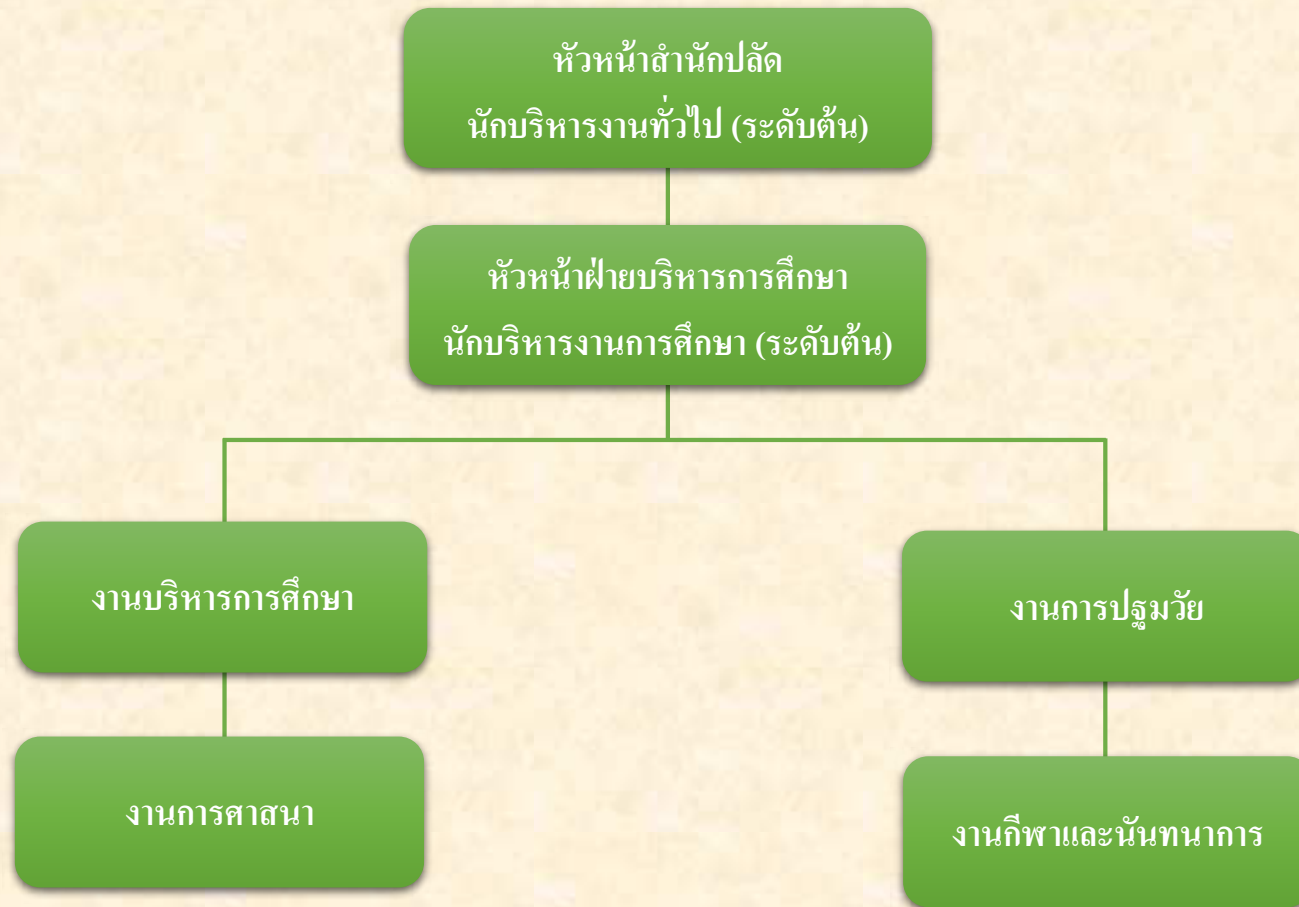 หัวหน้าสำนักปลัด
นักบริหารงานทั่วไป (ระดับต้น)
หัวหน้าฝ่ายบริหารการศึกษา
นักบริหารงานการศึกษา (ระดับต้น)
งานบริหารการศึกษา
งานการปฐมวัย
งานการศาสนา
งานกีฬาและนันทนาการ